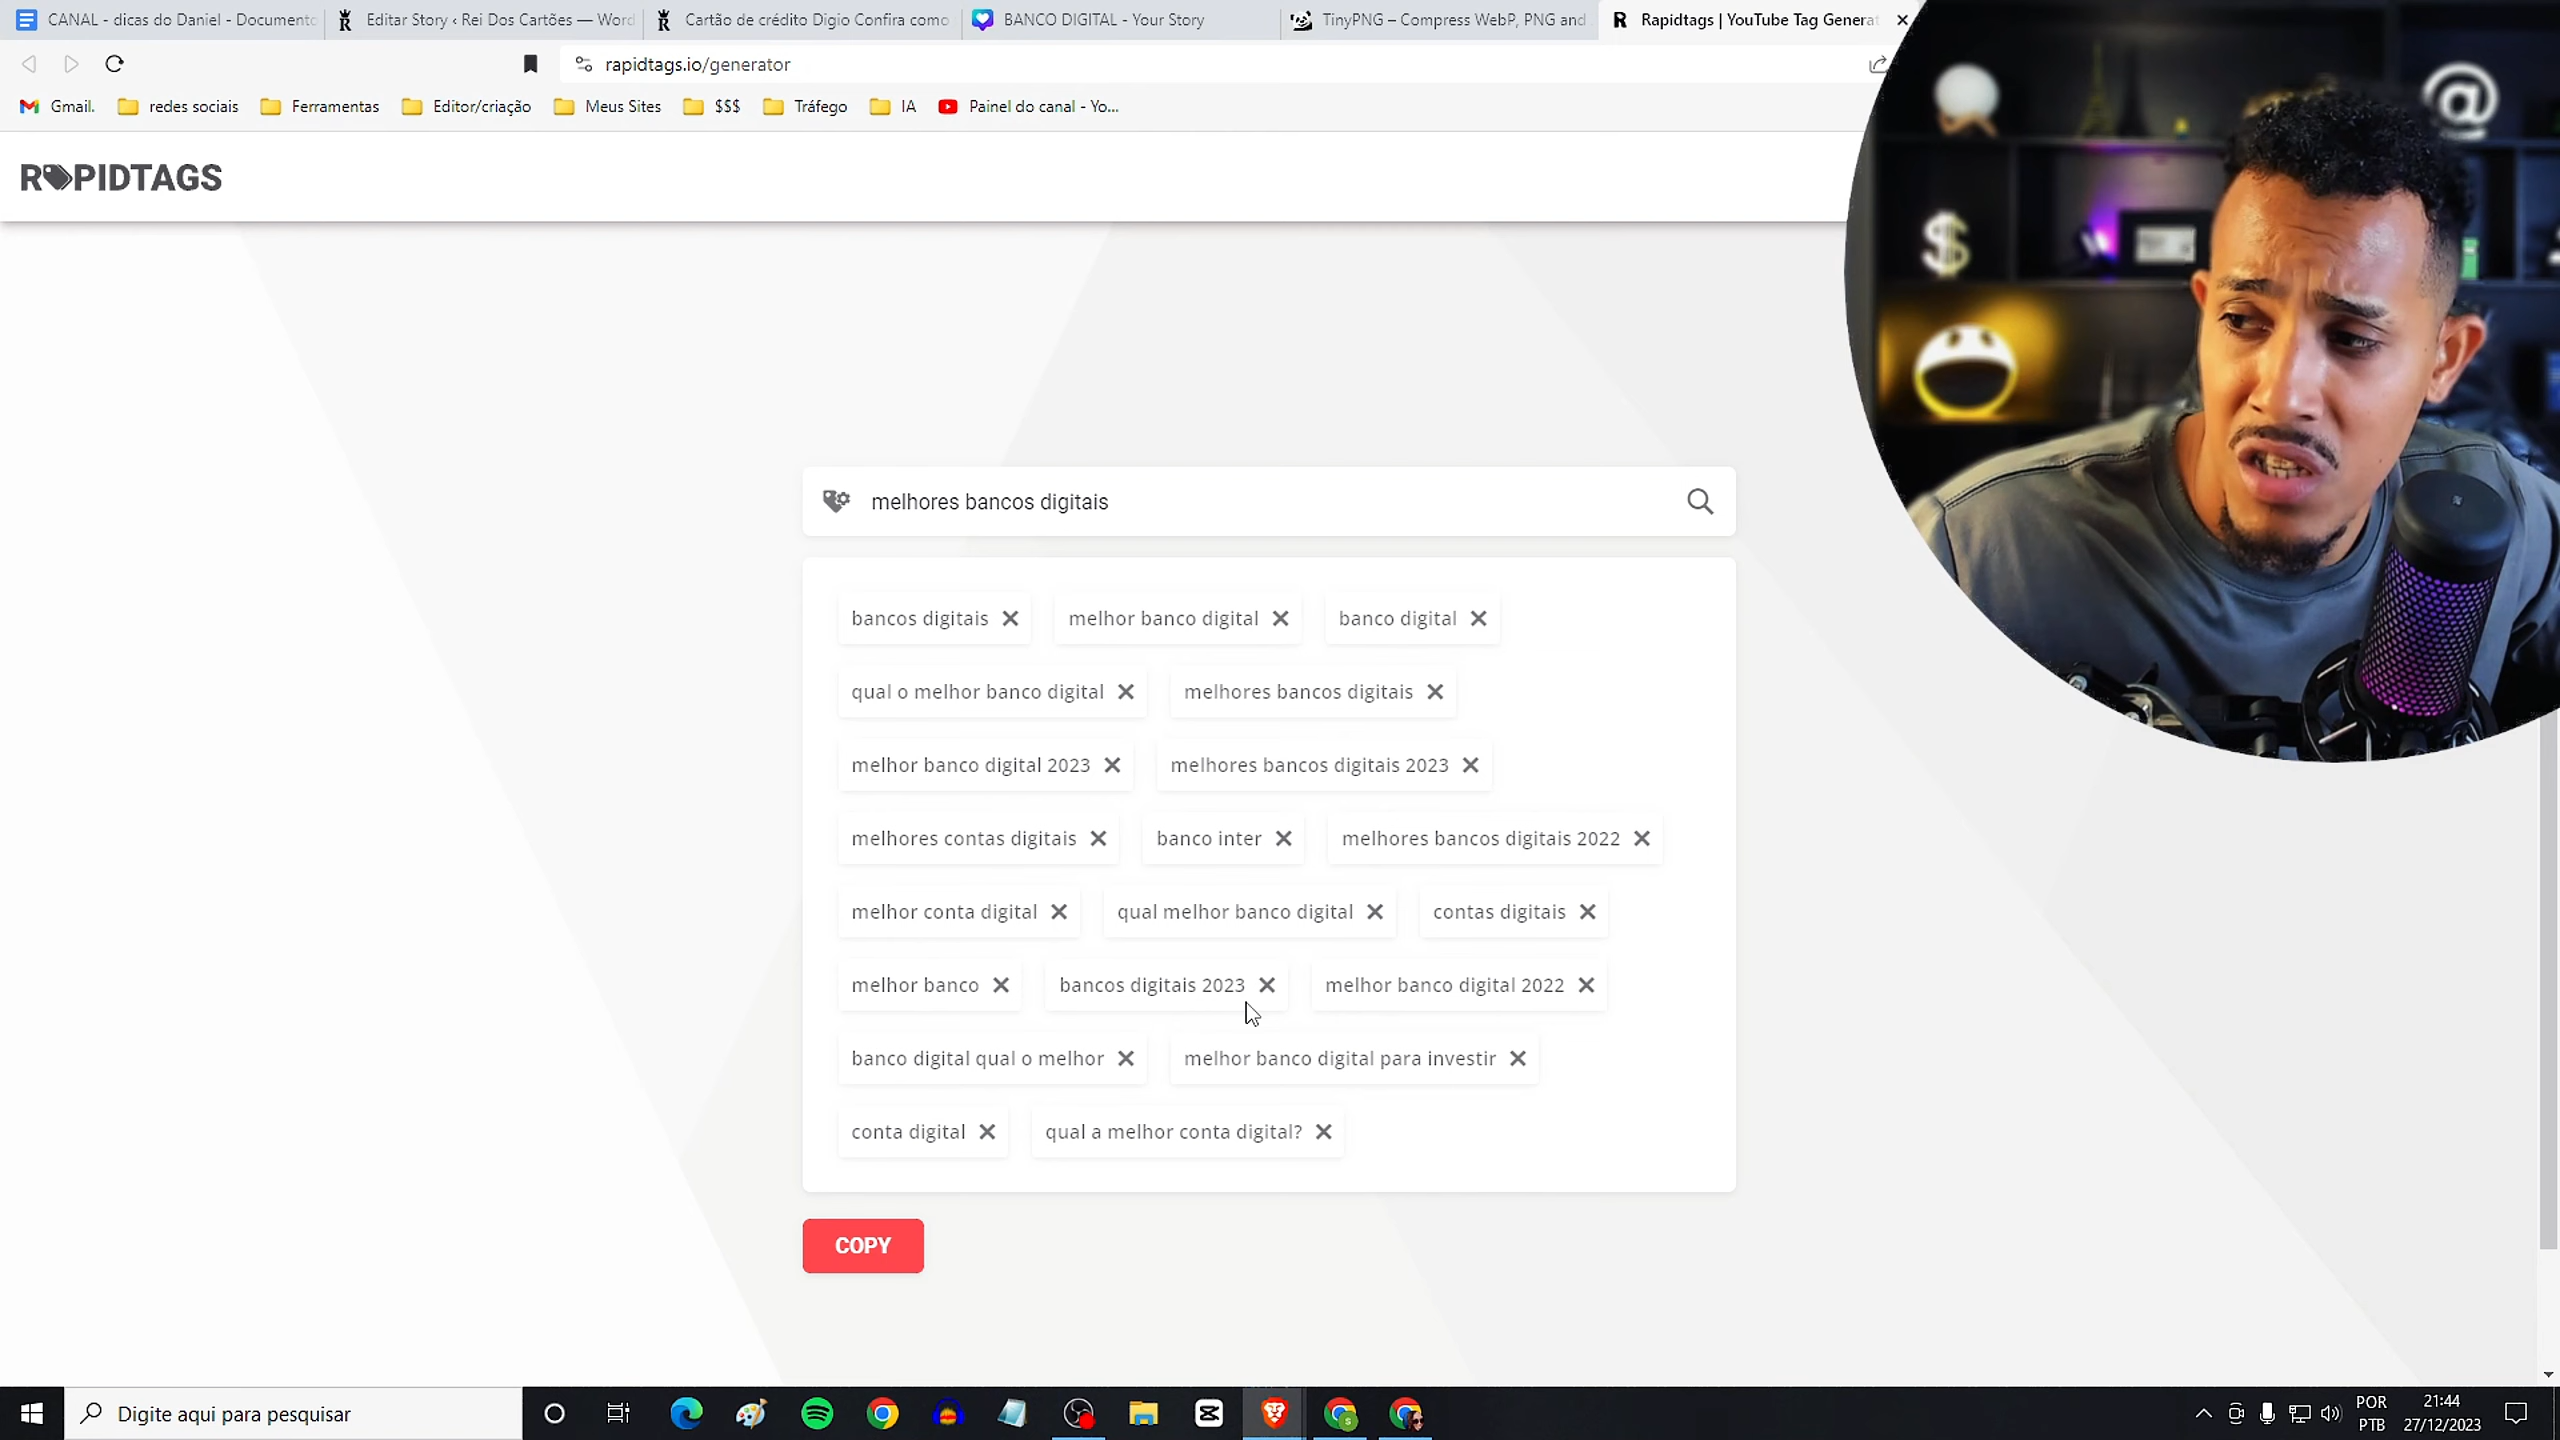 CANAL - dicas do Daniel - Documento
Editar Story ‹ Rei Dos Cartões — Word
Cartão de crédito Digio Confira como
BANCO DIGITAL - Your Story
TinyPNG – Compress WebP, PNG and
Rapidtags | YouTube Tag Generat
rapidtags.io/generator
Gmail.
redes sociais
Ferramentas
Editor/criação
Meus Sites
$$$
Tráfego
IA
Painel do canal - Yo...
RAPIDTAGS
melhores bancos digitais
bancos digitais
melhor banco digital
banco digital
qual o melhor banco digital
melhores bancos digitais
melhor banco digital 2023
melhores bancos digitais 2023
melhores contas digitais
banco inter
melhores bancos digitais 2022
melhor conta digital
qual melhor banco digital
contas digitais
melhor banco
bancos digitais 2023
melhor banco digital 2022
banco digital qual o melhor
melhor banco digital para investir
conta digital
qual a melhor conta digital?
COPY
Digite aqui para pesquisar
POR
PTB
21:44
27/12/2023